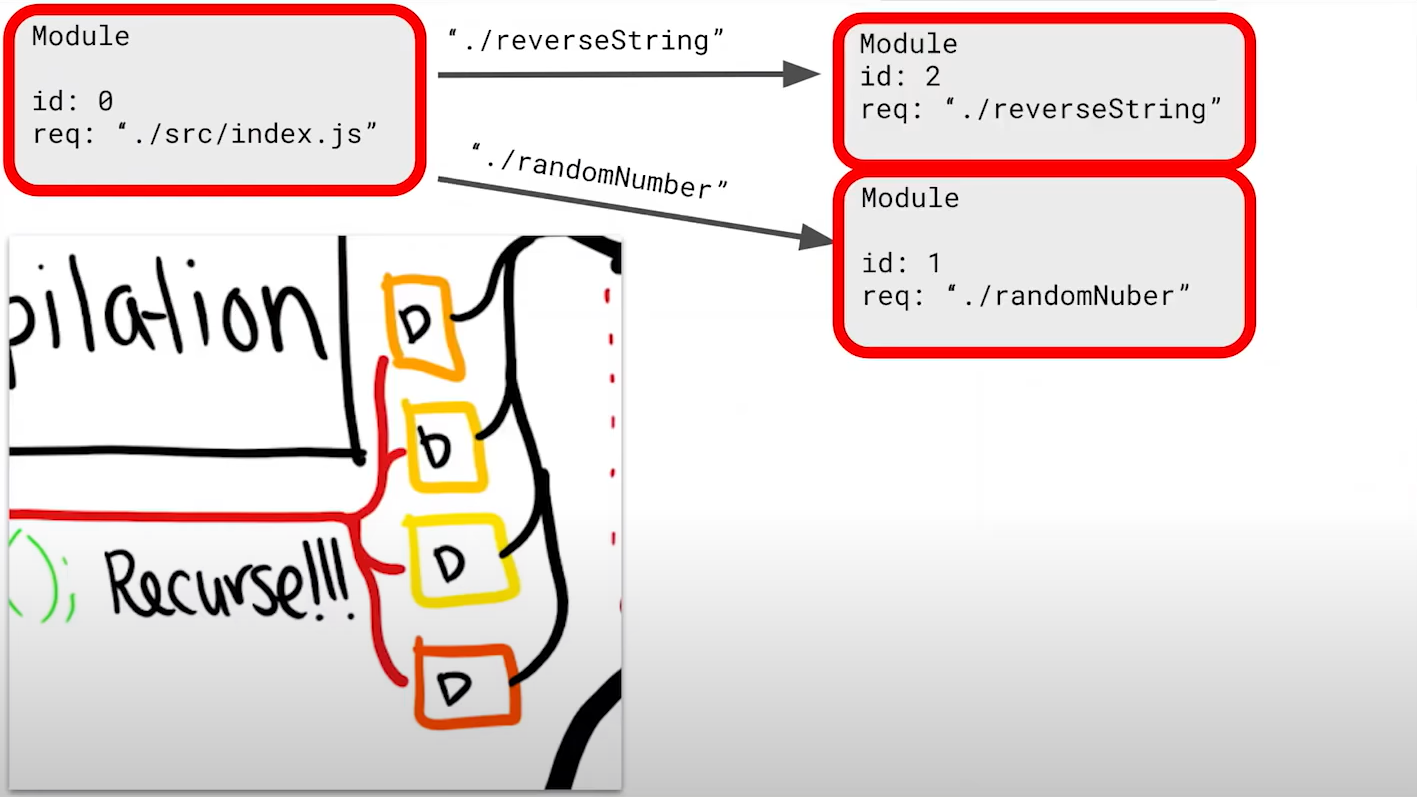 Module
id: 0
req: “./src/index.js”
“./reverseString”
“./randomNumber”
Module
id: 2
req: “./reverseString”
Module
id: 1
req: “./randomNuber”
pilation
D
D
D
D
(); Recurse!!!